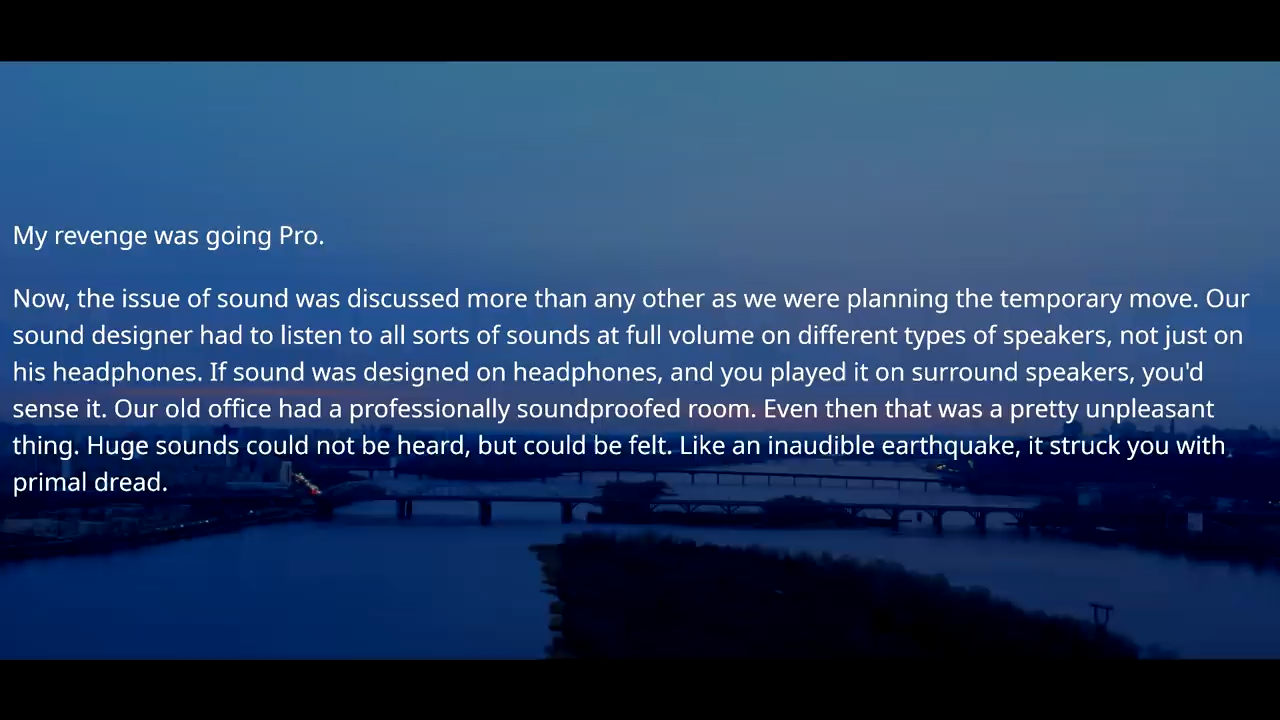 My revenge was going Pro.
Now, the issue of sound was discussed more than any other as we were planning the temporary move. Our
sound designer had to listen to all sorts of sounds at full volume on different types of speakers, not just on
his headphones. If sound was designed on headphones, and you played it on surround speakers, you'd
sense it. Our old office had a professionally soundproofed room. Even then that was a pretty unpleasant
thing. Huge sounds could not be heard, but could be felt. Like an inaudible earthquake, it struck you with
primal dread.